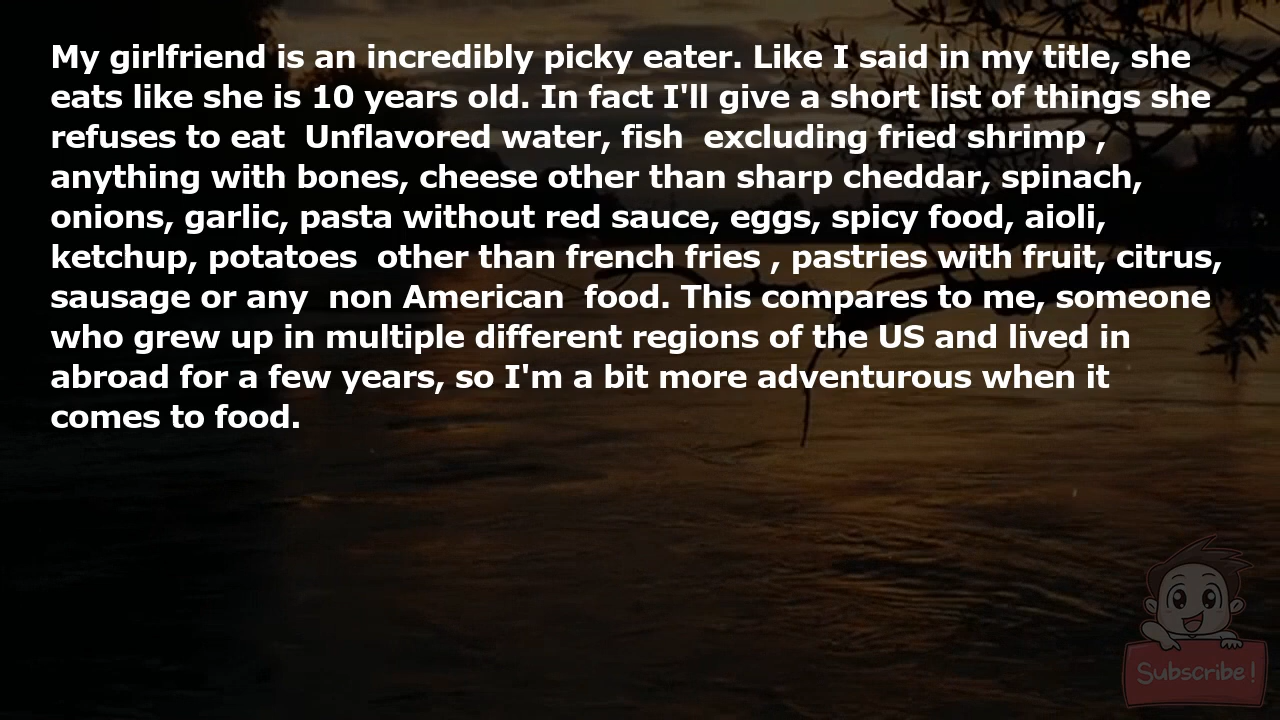 My girlfriend is an incredibly picky eater. Like I said in my title, she
eats like she is 10 years old. In fact I'll give a short list of things she
refuses to eat  Unflavored water, fish  excluding fried shrimp ,
anything with bones, cheese other than sharp cheddar, spinach,
onions, garlic, pasta without red sauce, eggs, spicy food, aioli,
ketchup, potatoes  other than french fries , pastries with fruit, citrus,
sausage or any  non American  food. This compares to me, someone
who grew up in multiple different regions of the US and lived in
abroad for a few years, so I'm a bit more adventurous when it
comes to food.
Subscribe!